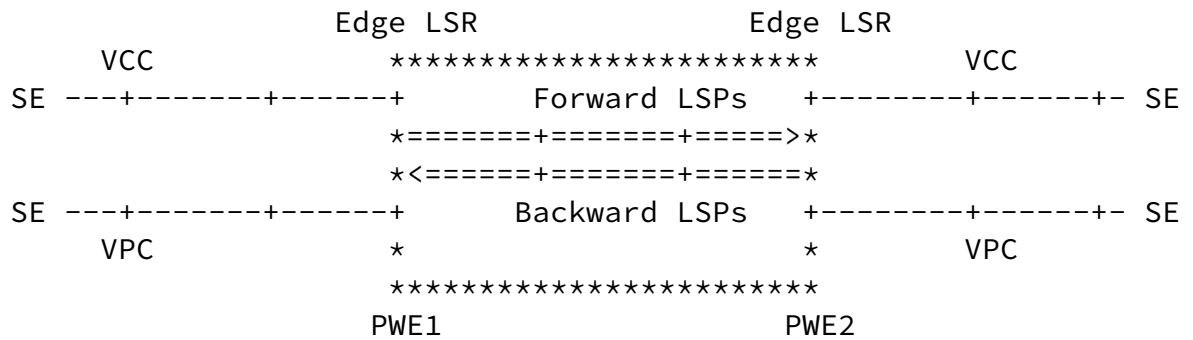 Edge LSR Edge LSR
VCC ************************ VCC
SE ---+-------+------+ Forward LSPs +--------+------+- SE
*=======+=======+=====>*
*<======+=======+======*
SE ---+-------+------+ Backward LSPs +--------+------+- SE
VPC * * VPC
************************
PWE1 PWE2